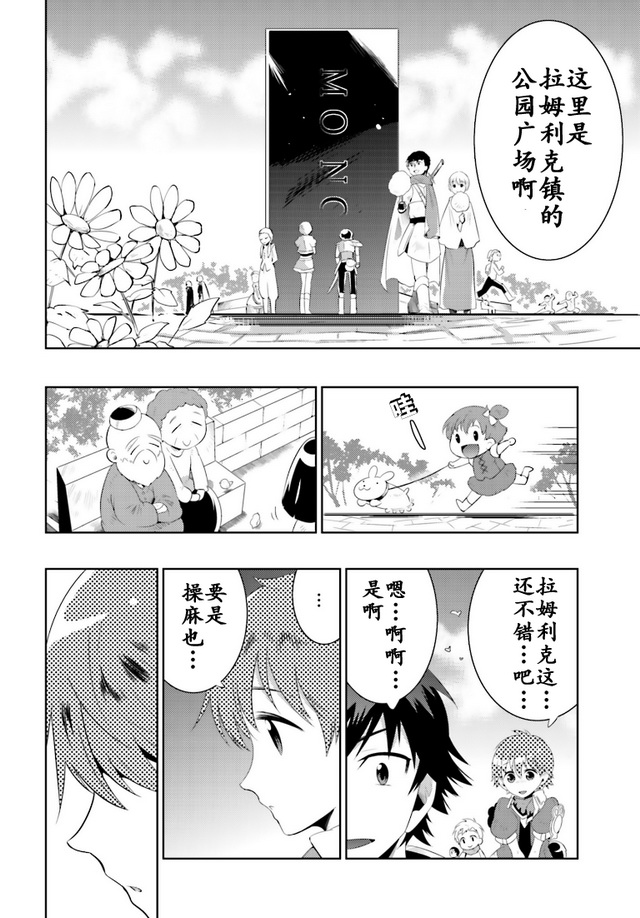 这里是
拉姆利克镇的
公园广场啊
MONC
哇
拉姆利克这…
还不错…吧…
嗯…啊啊…
是啊
…
要是
操麻也…